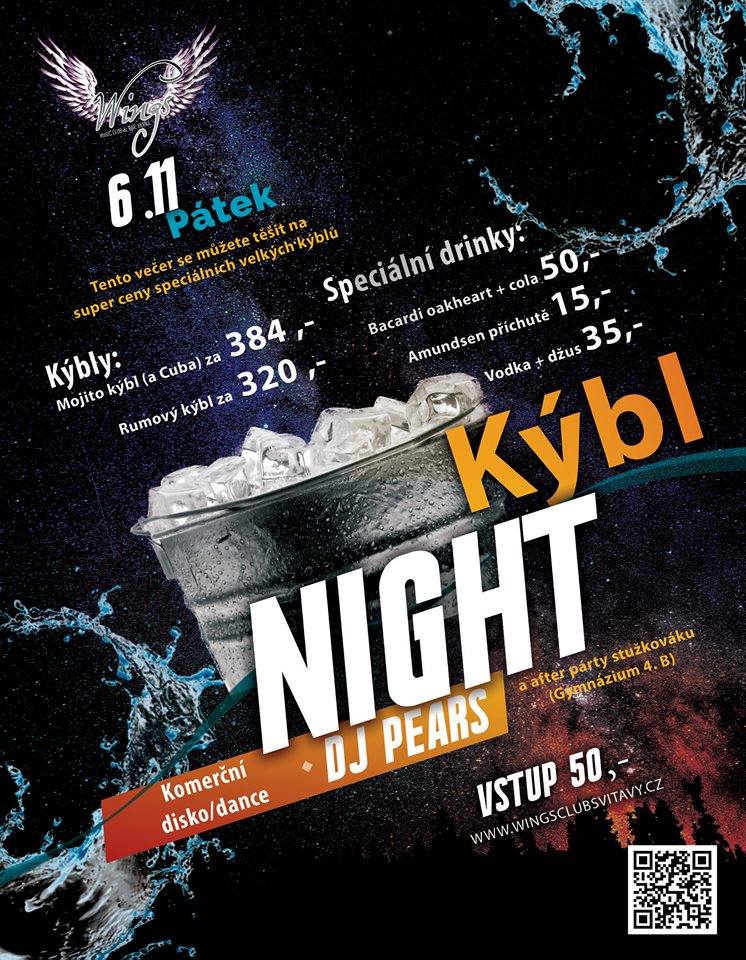 Wings
6.11
Pátek
Tento večer se můžete těšit na
super ceny speciálních velkých kýblů
Kýbly:
Mojito kýbl (a Cuba) za 384 ,-
Rumový kýbl za 320 ,-
Speciální drinky:
Bacardi oakheart + cola 50,-
Amundsen příchutě 15,-
Vodka + džus 35,-
Kýbl
NIGHT
a after párty stužkováku
(Gymnázium 4. B)
DJ PEARS
Komerční
disko/dance
VSTUP 50 ,-
WWW.WINGSCLUBSVITAVY.CZ